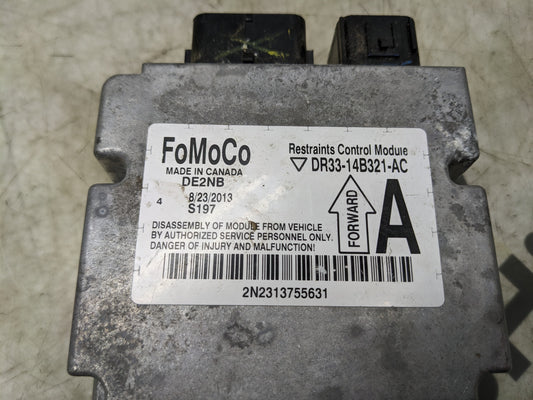 FoMoCo
MADE IN CANADA
DE2NB
4 8/23/2013
S197
Restraints Control Module
DR33-14B321-AC
FORWARD
A
DISASSEMBLY OF MODULE FROM VEHICLE
BY AUTHORIZED SERVICE PERSONNEL ONLY.
DANGER OF INJURY AND MALFUNCTION!
2N2313755631